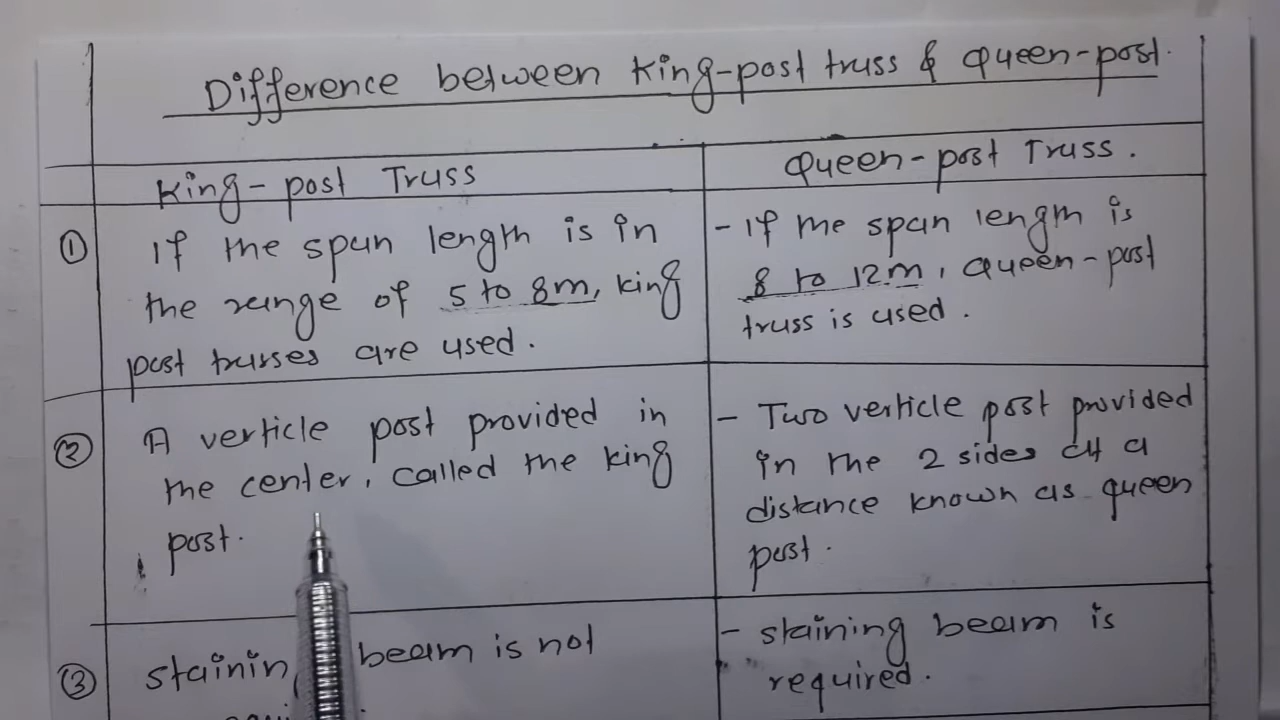 Difference between King-post truss & Queen-post.
King-post Truss
Queen-post Truss.
① If the span length is in
the range of 5 to 8m, king
post trusses are used.
- If the span length is
8 to 12m, Queen-post
truss is used.
② A verticle post provided in
the center, called the king
post.
- Two verticle post provided
in the 2 sides at a
distance known as queen
post.
③ stainin beam is not
- staining beam is
required.